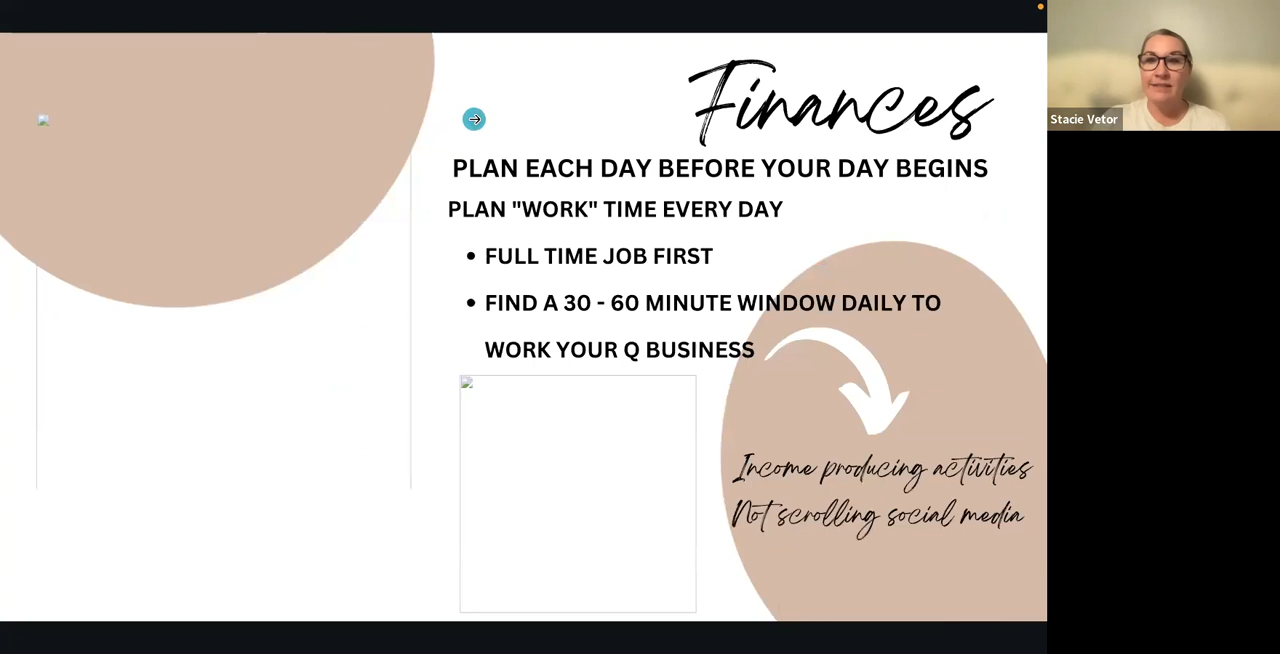 Finances
PLAN EACH DAY BEFORE YOUR DAY BEGINS
PLAN "WORK" TIME EVERY DAY
• FULL TIME JOB FIRST
• FIND A 30 - 60 MINUTE WINDOW DAILY TO
WORK YOUR Q BUSINESS
Income producing activities
Not scrolling social media
Stacie Vetor